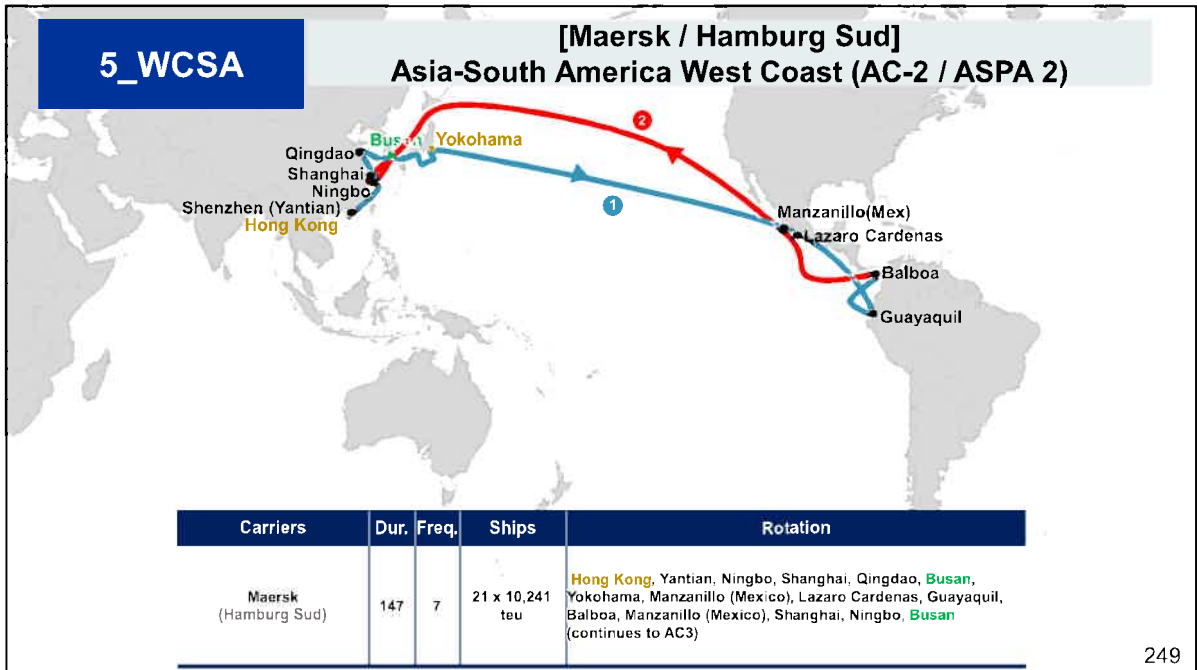 5_WCSA
[Maersk / Hamburg Sud]
Asia-South America West Coast (AC-2 / ASPA 2)
2
Busan
Yokohama
Qingdao
Shanghai
Ningbo
Shenzhen (Yantian)
Hong Kong
1
Manzanillo(Mex)
Lazaro Cardenas
Balboa
Guayaquil
Carriers Dur. Freq. Ships Rotation
Maersk
(Hamburg Sud)
147
7
21 x 10,241
teu
Hong Kong, Yantian, Ningbo, Shanghai, Qingdao, Busan,
Yokohama, Manzanillo (Mexico), Lazaro Cardenas, Guayaquil,
Balboa, Manzanillo (Mexico), Shanghai, Ningbo, Busan
(continues to AC3)
249